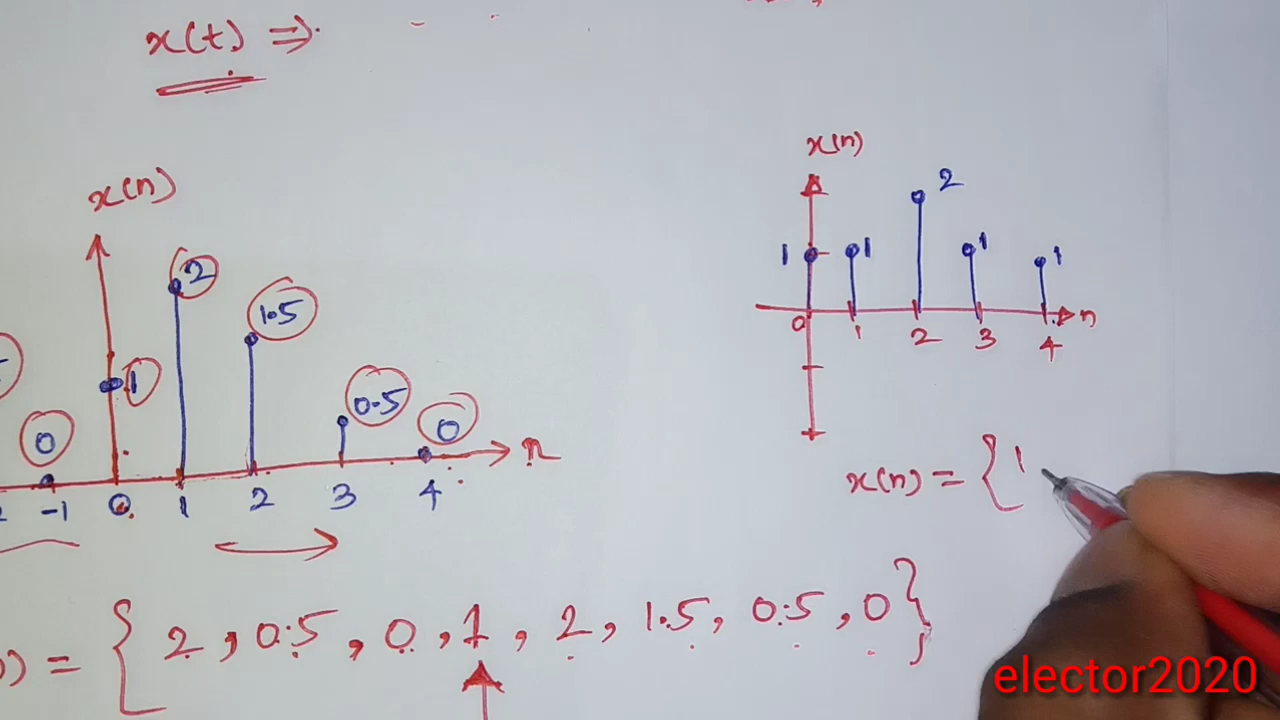 x(t) ⇒
x(n)
2
1.5
1
0.5
0
0
n
-1 0 1 2 3 4
x(n)
2
1 1 1 1
n
0 1 2 3 4
x(n) = { 1
) = { 2 , 0.5 , 0 , 1 , 2 , 1.5 , 0.5 , 0 } ,
elector2020